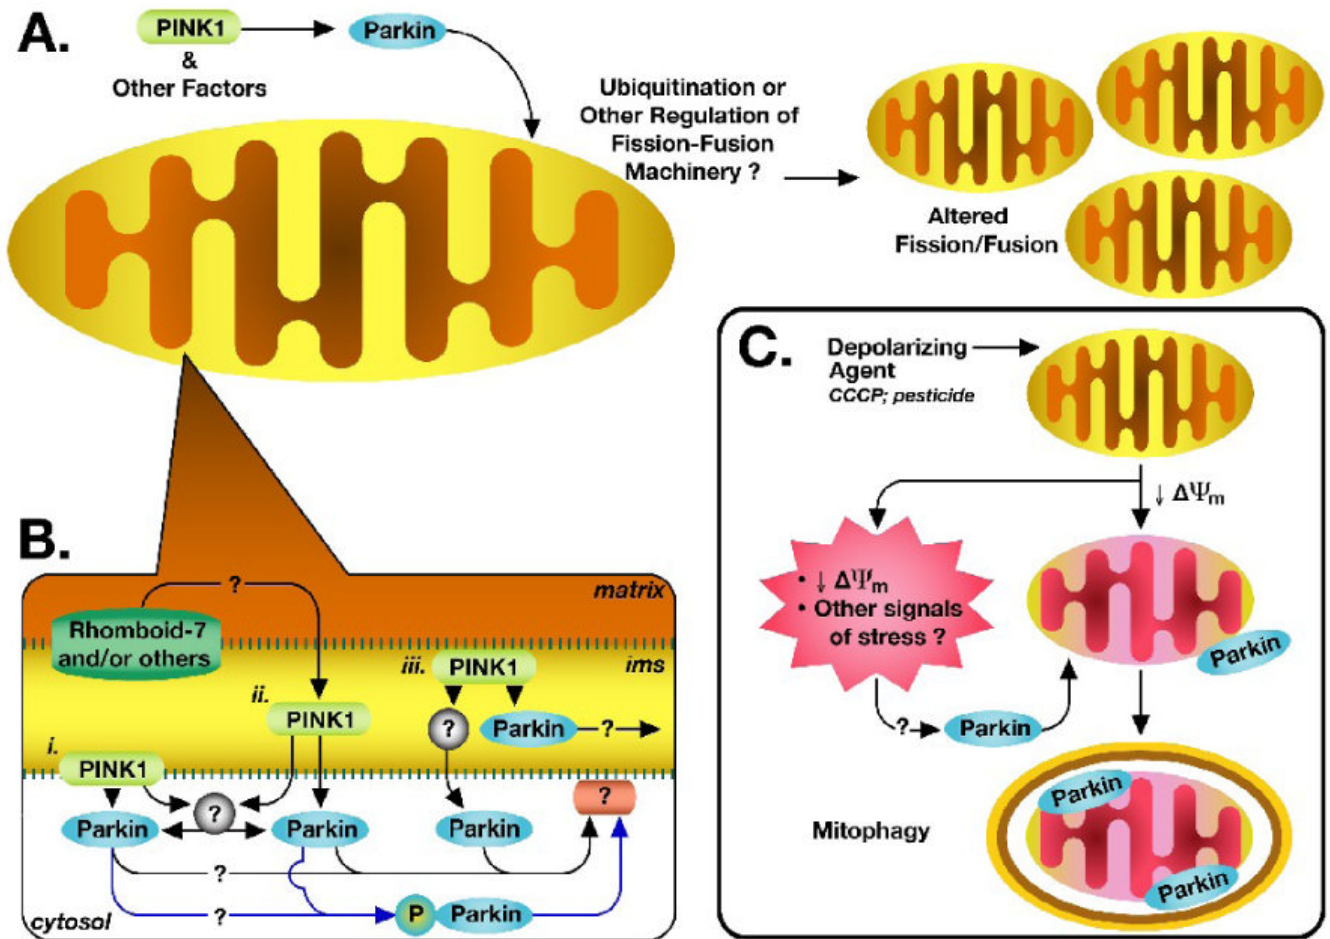 A.
PINK1
&
Other Factors
Parkin
Ubiquitination or
Other Regulation of
Fission-Fusion
Machinery ?
Altered
Fission/Fusion
B.
matrix
?
Rhomboid-7
and/or others
ims
iii.
PINK1
ii.
PINK1
?
Parkin
?
i.
PINK1
?
?
Parkin
Parkin
Parkin
?
?
P
Parkin
cytosol
C.
Depolarizing
Agent
CCCP; pesticide
↓ ΔΨm
• ↓ ΔΨm
• Other signals
of stress ?
Parkin
?
Parkin
Mitophagy
Parkin
Parkin